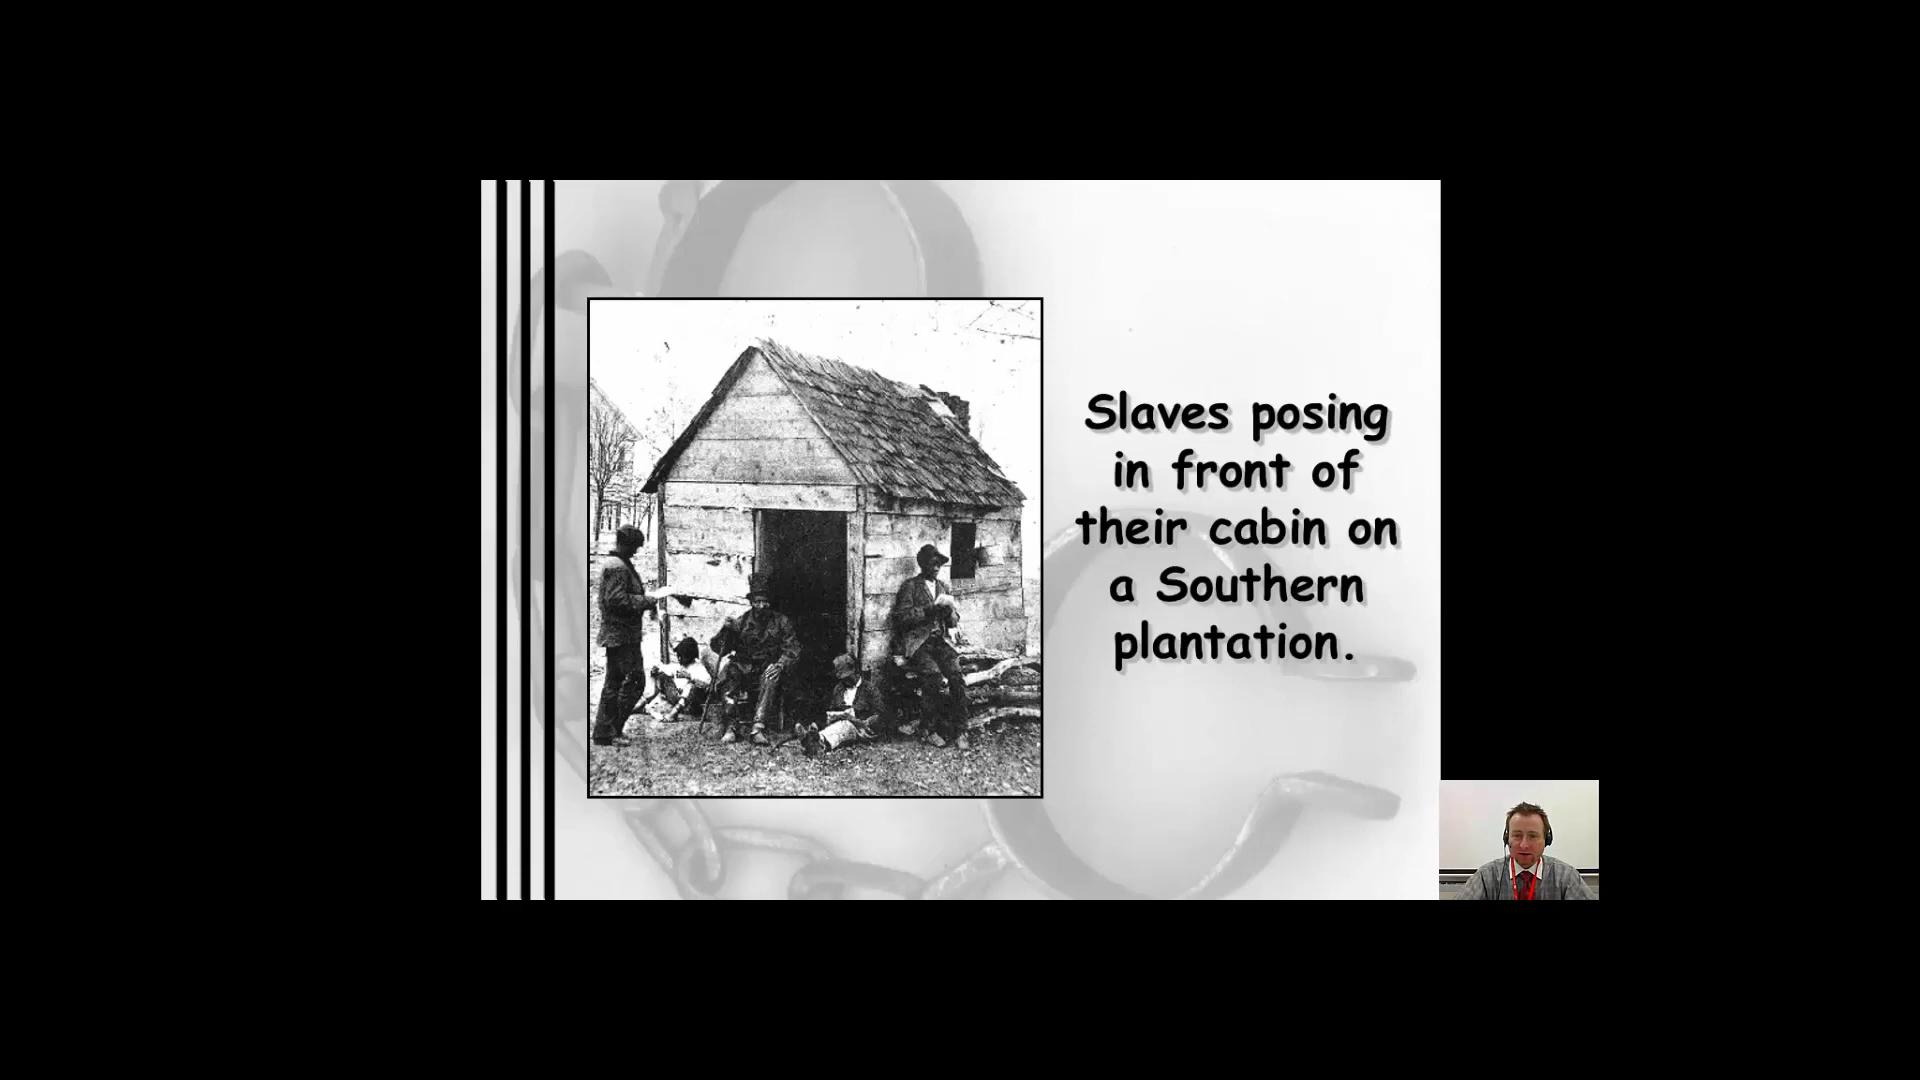 Slaves posing
in front of
their cabin on
a Southern
plantation.